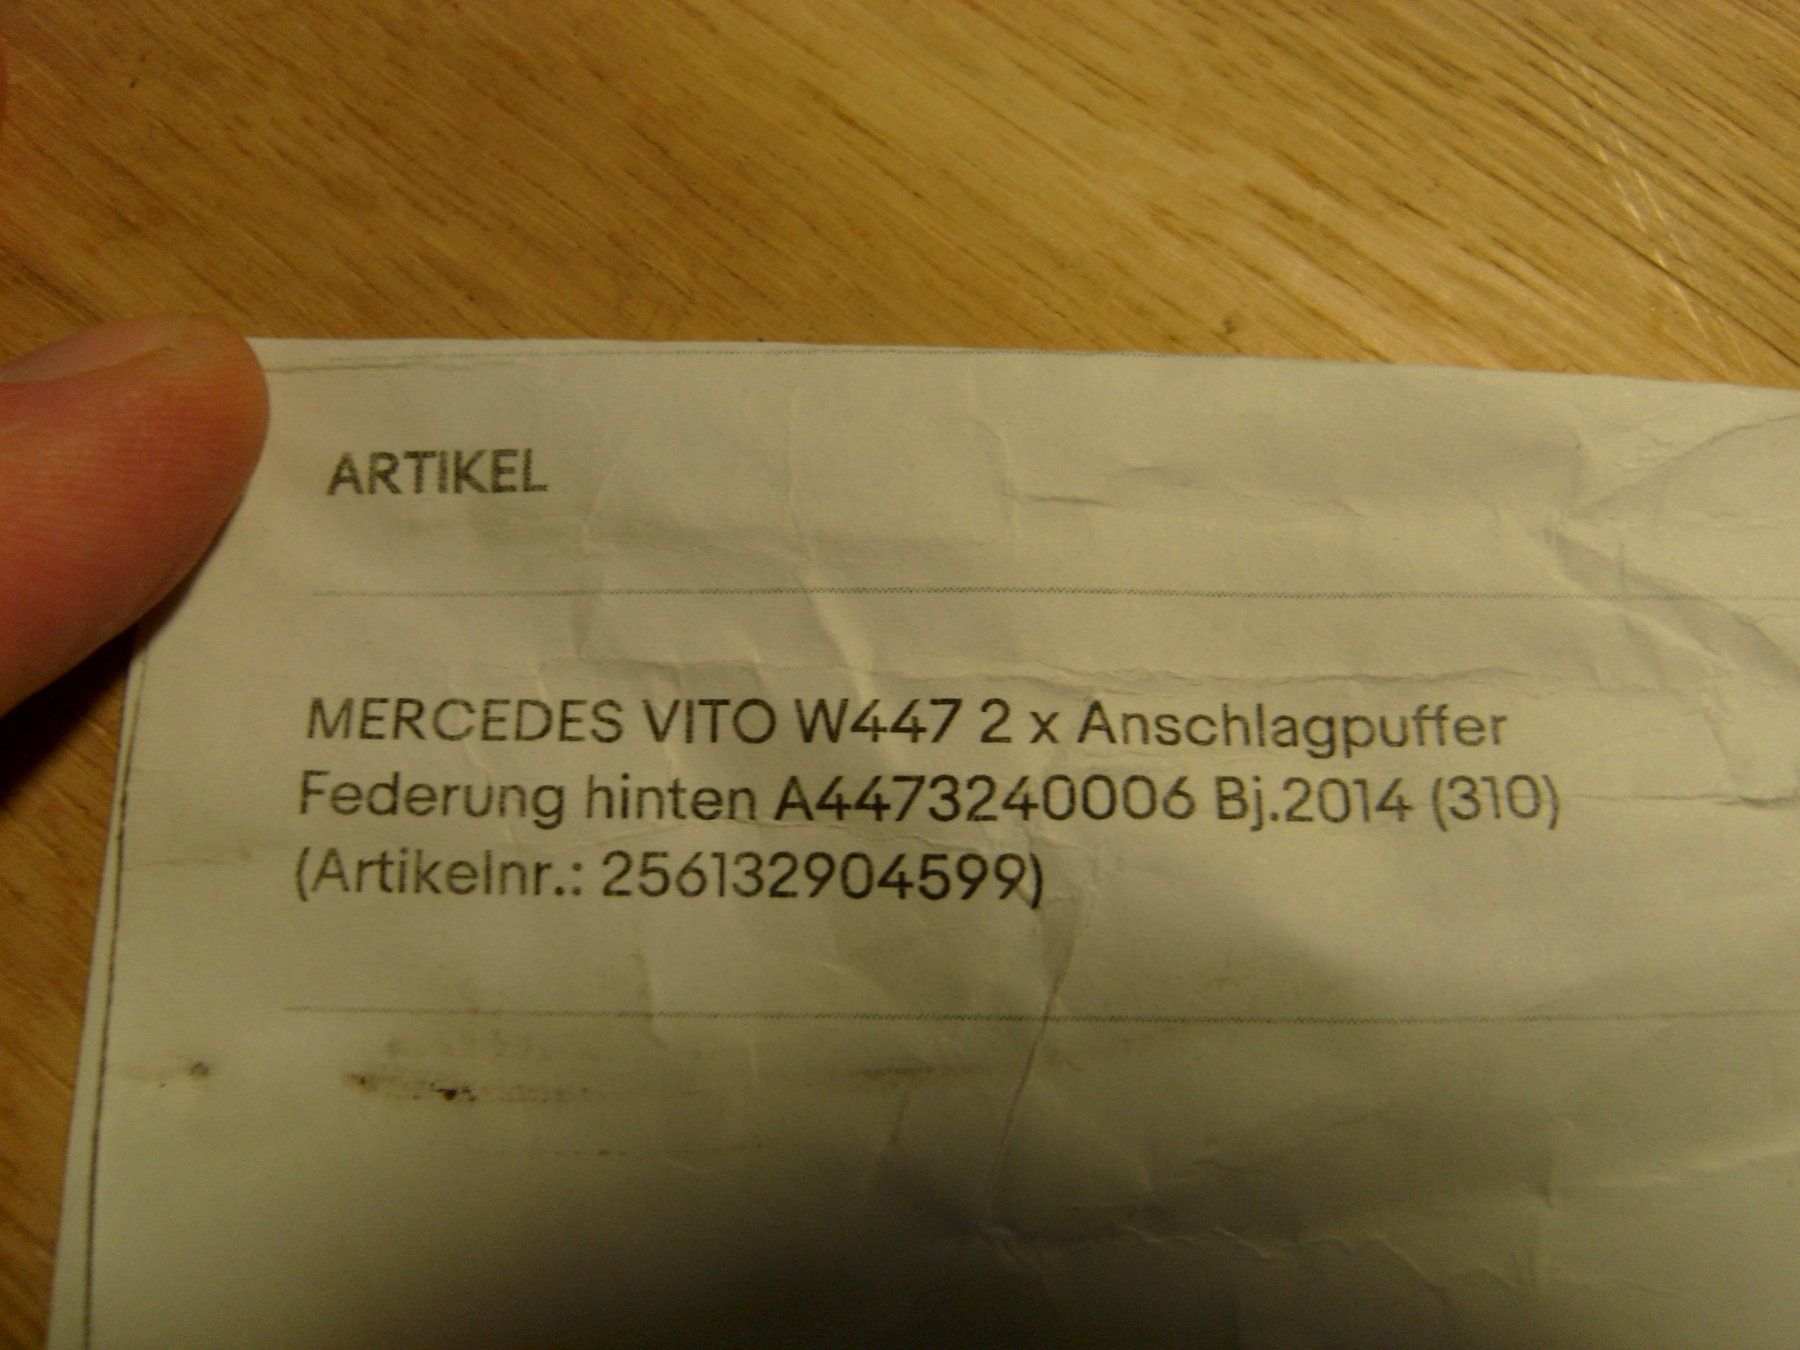 ARTIKEL
MERCEDES VITO W447 2 x Anschlagpuffer
Federung hinten A4473240006 Bj.2014 (310)
(Artikelnr.: 256132904599)